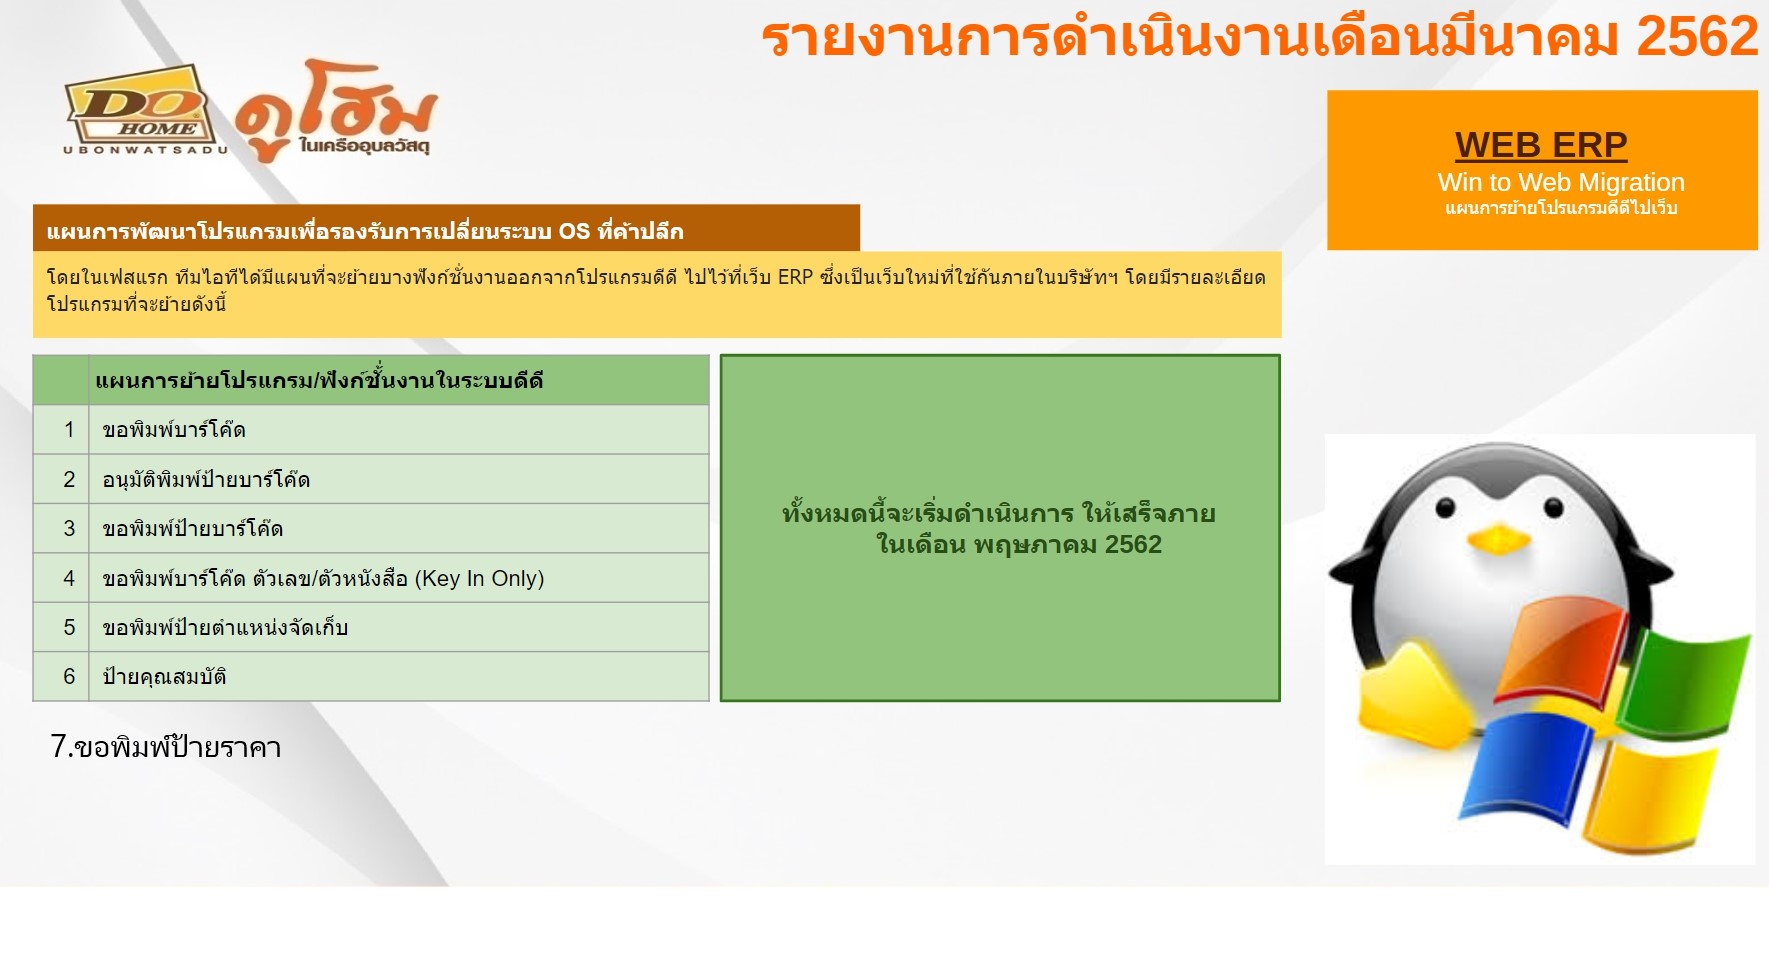 รายงานการดำเนินงานเดือนมีนาคม 2562
DO
HOME
UBONWATSADU
ดูโฮม
ในเครืออุบลวัสดุ
WEB ERP
Win to Web Migration
แผนการย้ายโปรแกรมดีดีไปเว็บ
แผนการพัฒนาโปรแกรมเพื่อรองรับการเปลี่ยนระบบ OS ที่ค้าปลีก
โดยในเฟสแรก ทีมไอทีได้มีแผนที่จะย้ายบางฟังก์ชั่นงานออกจากโปรแกรมดีดี ไปไว้ที่เว็บ ERP ซึ่งเป็นเว็บใหม่ที่ใช้กันภายในบริษัทฯ โดยมีรายละเอียด
โปรแกรมที่จะย้ายดังนี้
แผนการย้ายโปรแกรม/ฟังก์ชั้นงานในระบบดีดี
1 ขอพิมพ์บาร์โค๊ด
2 อนุมัติพิมพ์ป้ายบาร์โค๊ด
3 ขอพิมพ์ป้ายบาร์โค๊ด
4 ขอพิมพ์บาร์โค๊ด ตัวเลข/ตัวหนังสือ (Key In Only)
5 ขอพิมพ์ป้ายตำแหน่งจัดเก็บ
6 ป้ายคุณสมบัติ
ทั้งหมดนี้จะเริ่มดำเนินการ ให้เสร็จภาย
ในเดือน พฤษภาคม 2562
7.ขอพิมพ์ป้ายราคา